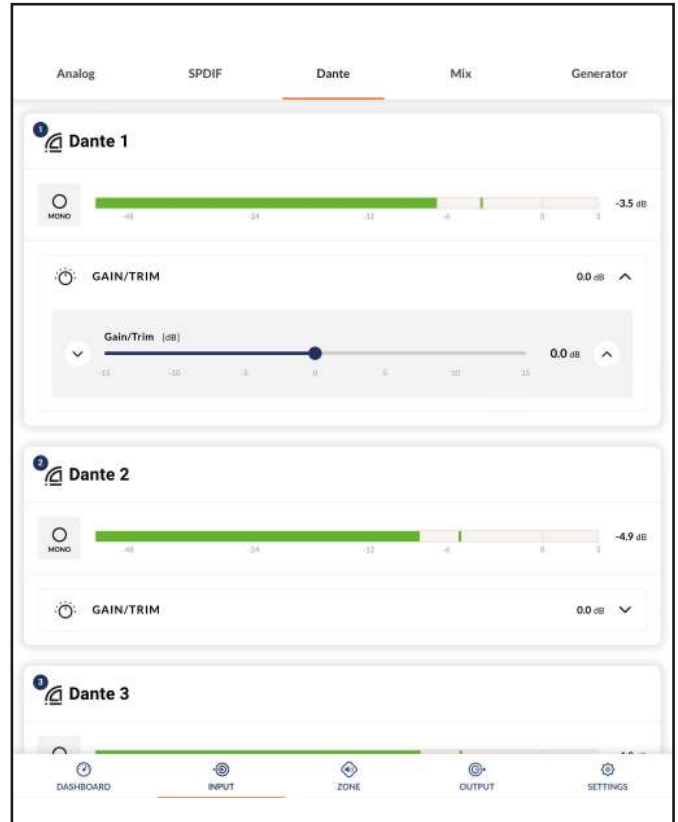 Analog SPDIF Dante Mix Generator
1 Dante 1
MONO -3.5 dB
-48 -24 -12 -6 0 3
GAIN/TRIM 0.0 dB
Gain/Trim [dB]
0.0 dB
-15 -10 -5 0 5 10 15
2 Dante 2
MONO -4.9 dB
-48 -24 -12 -6 0 3
GAIN/TRIM 0.0 dB
3 Dante 3
DASHBOARD INPUT ZONE OUTPUT SETTINGS